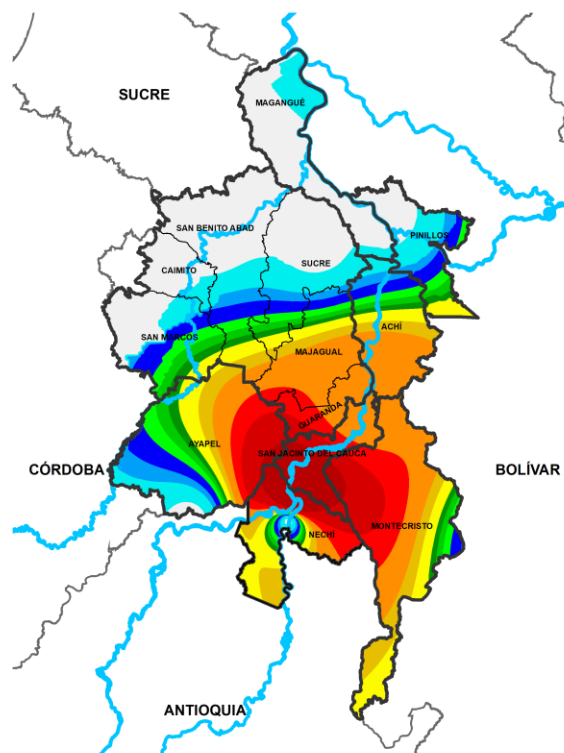 SUCRE
MAGANGUÉ
SAN BENITO ABAD
PINILLOS
SUCRE
CAIMITO
SAN MARCOS
ACHÍ
MAJAGUAL
GUARANDA
AYAPEL
SAN JACINTO DEL CAUCA
CÓRDOBA
BOLÍVAR
MONTECRISTO
NECHÍ
ANTIOQUIA